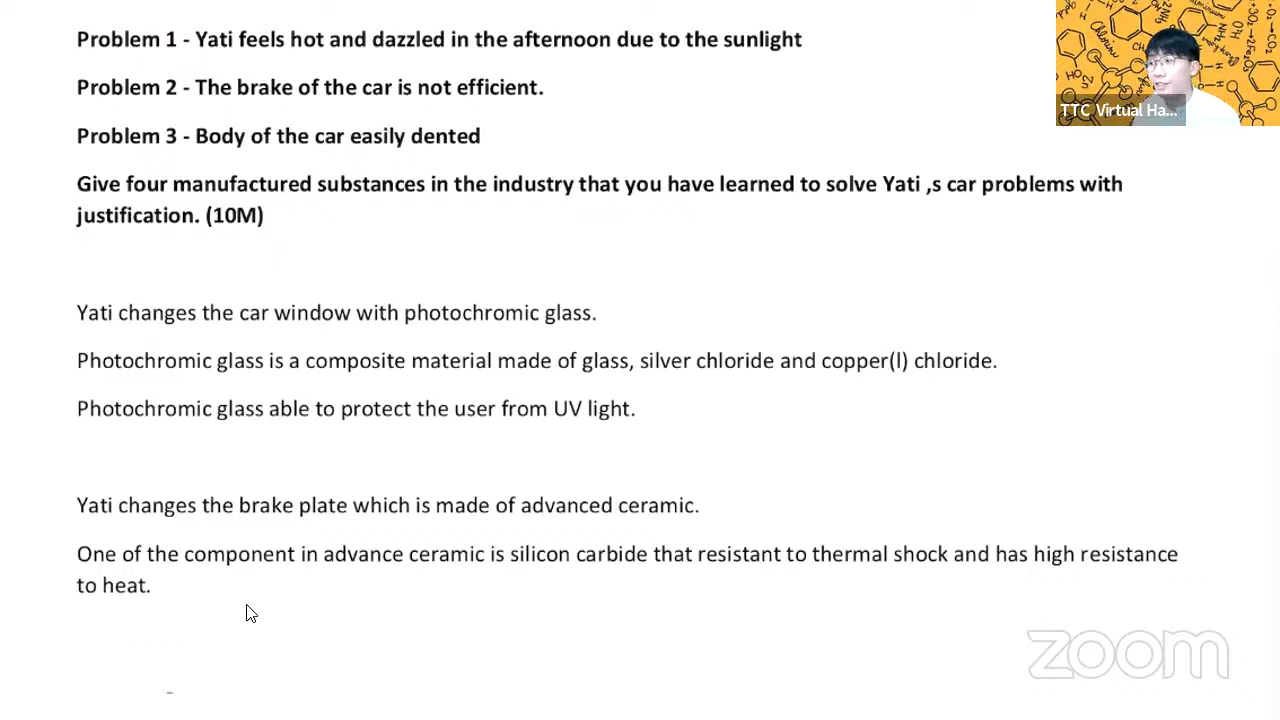 Problem 1 - Yati feels hot and dazzled in the afternoon due to the sunlight
Problem 2 - The brake of the car is not efficient.
Problem 3 - Body of the car easily dented
Give four manufactured substances in the industry that you have learned to solve Yati ,s car problems with
justification. (10M)
Yati changes the car window with photochromic glass.
Photochromic glass is a composite material made of glass, silver chloride and copper(l) chloride.
Photochromic glass able to protect the user from UV light.
Yati changes the brake plate which is made of advanced ceramic.
One of the component in advance ceramic is silicon carbide that resistant to thermal shock and has high resistance
to heat.
TTC Virtual Ha...
zoom